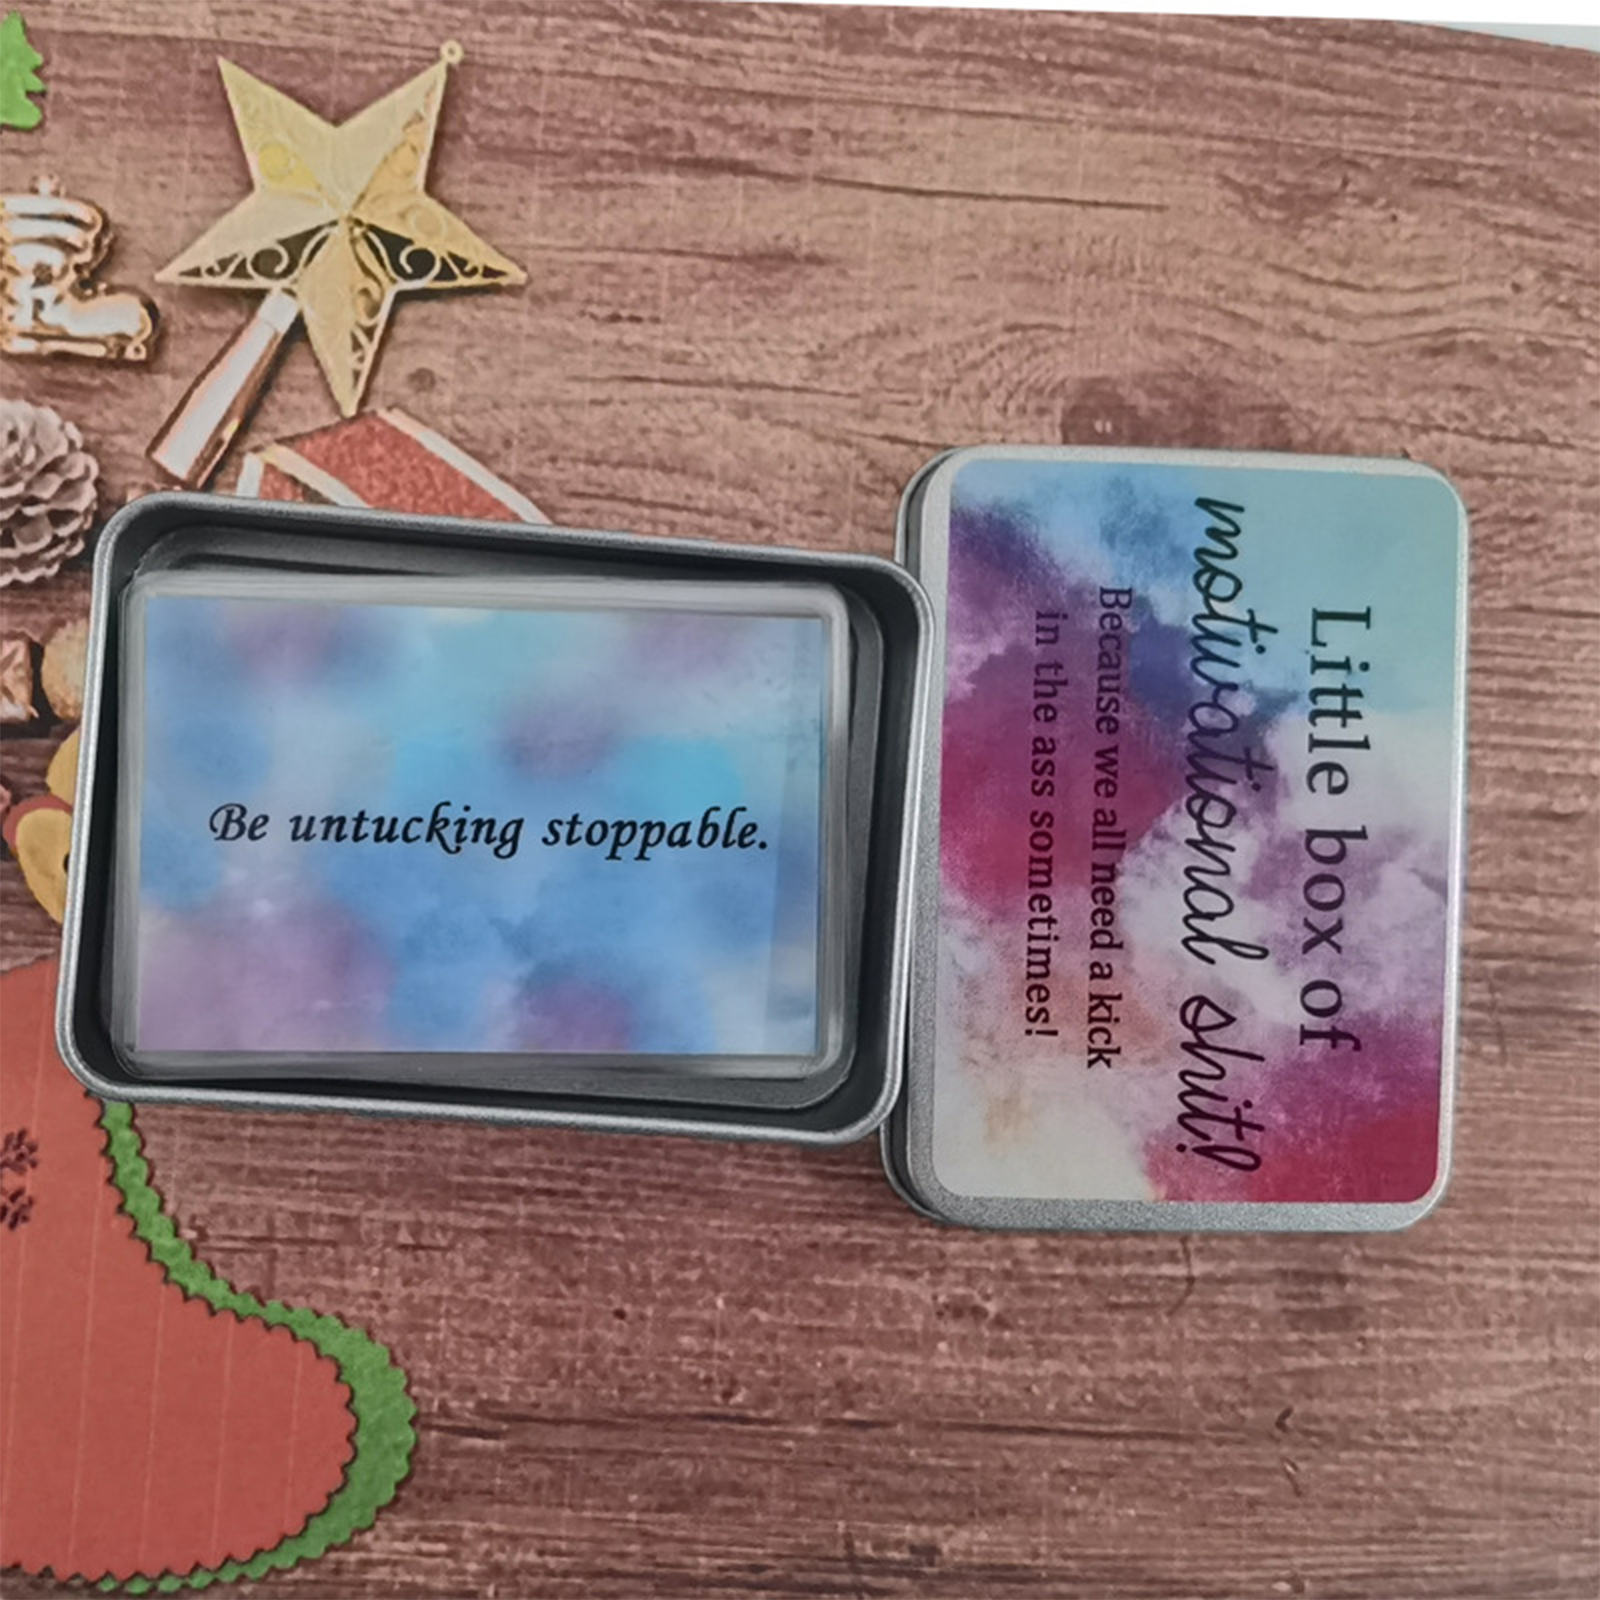 Be untucking stoppable.
Little box of
motivational shit!
Because we all need a kick
in the ass sometimes!